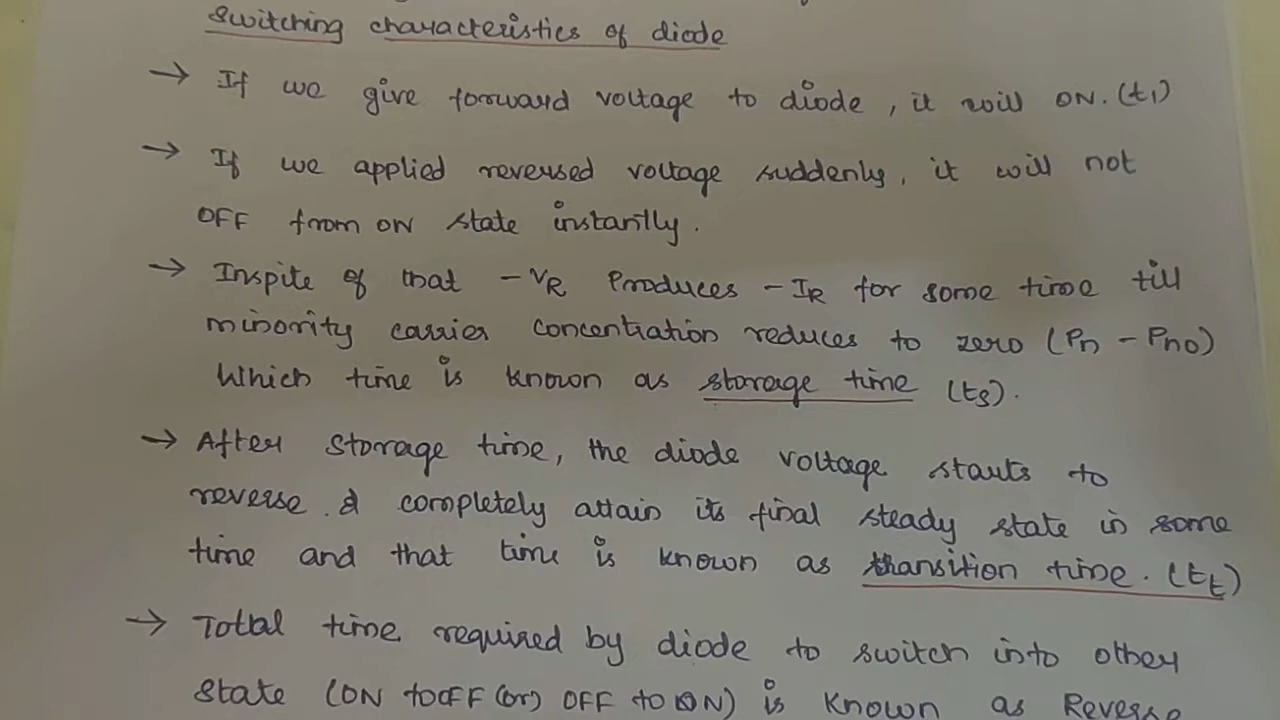 switching characteristics of diode
→ If we give forward voltage to diode, it will ON. (t1)
→ If we applied reversed voltage suddenly, it will not
OFF from ON state instantly.
→ Inspite of that -VR Produces -IR for some time till
minority carrier concentration reduces to zero (Pn - Pno)
Which time is known as storage time (ts).
→ After storage time, the diode voltage starts to
reverse. & completely attain its final steady state in some
time and that time is known as transition time. (tt)
→ Total time required by diode to switch into other
state (ON to OFF (or) OFF to ON) is known as Reverse